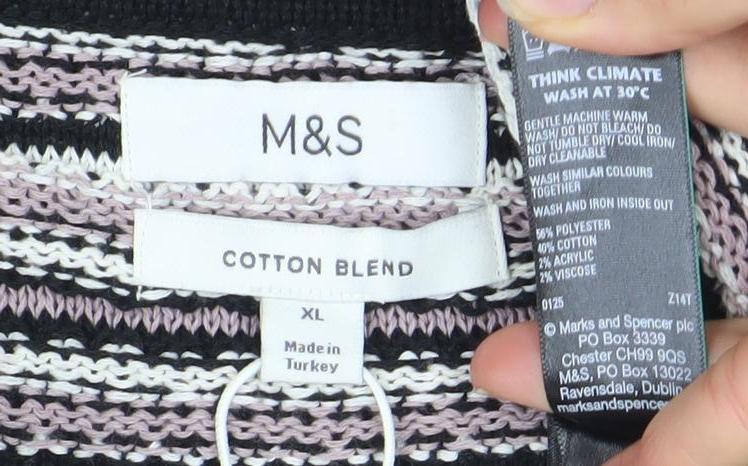 M&S
COTTON BLEND
XL
Made in
Turkey
THINK CLIMATE
WASH AT 30°C
GENTLE MACHINE WARM
WASH/DO NOT BLEACH/DO
NOT TUMBLE DRY/COOL IRON/
DRY CLEANABLE
WASH SIMILAR COLOURS
TOGETHER
WASH AND IRON INSIDE OUT
56% POLYESTER
40% COTTON
2% ACRYLIC
2% VISCOSE
0125 Z14T
© Marks and Spencer plc
PO Box 3339
Chester CH99 9QS
M&S, PO Box 13022
Ravensdale, Dublin
marksandspencer